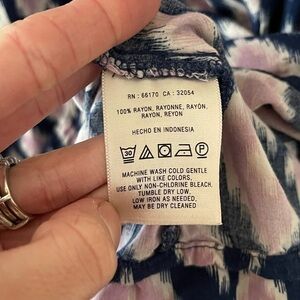 RN : 66170 CA : 32054
100% RAYON, RAYONNE, RAYÓN,
RAYON, REYON
HECHO EN INDONESIA
30 P
MACHINE WASH COLD GENTLE
WITH LIKE COLORS,
USE ONLY NON-CHLORINE BLEACH,
TUMBLE DRY LOW,
LOW IRON AS NEEDED,
MAY BE DRY CLEANED